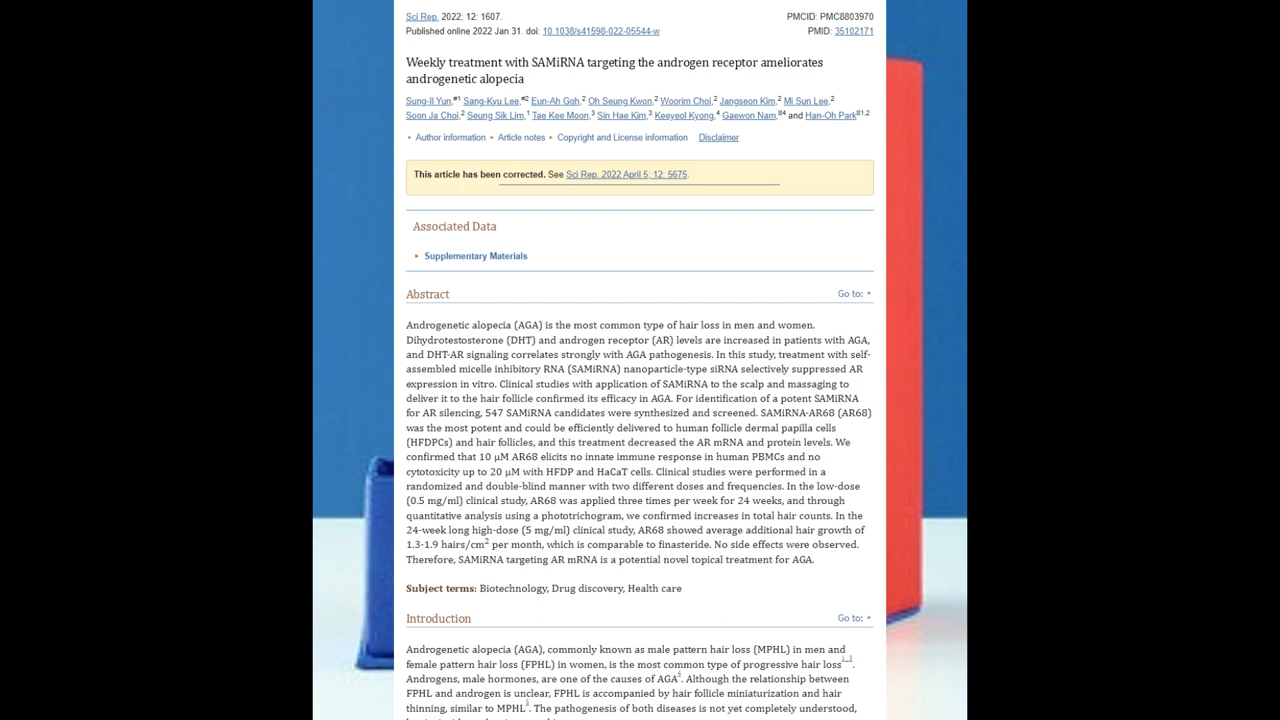 Sci Rep. 2022; 12: 1607. PMCID: PMC8803970
Published online 2022 Jan 31. doi: 10.1038/s41598-022-05544-w PMID: 35102171
Weekly treatment with SAMiRNA targeting the androgen receptor ameliorates
androgenetic alopecia
Sung-Il Yun,#1 Sang-Kyu Lee,#2 Eun-Ah Goh,2 Oh Seung Kwon,2 Woorim Choi,2 Jangseon Kim,2 Mi Sun Lee,2
Soon Ja Choi,2 Seung Sik Lim,1 Tae Kee Moon,3 Sin Hae Kim,3 Keeyeol Kyong,4 Gaewon Nam,4 and Han-Oh Park1,2
Author information Article notes Copyright and License information Disclaimer
This article has been corrected. See Sci Rep. 2022 April 5; 12: 5675.
Associated Data
Supplementary Materials
Abstract Go to:
Androgenetic alopecia (AGA) is the most common type of hair loss in men and women.
Dihydrotestosterone (DHT) and androgen receptor (AR) levels are increased in patients with AGA,
and DHT-AR signaling correlates strongly with AGA pathogenesis. In this study, treatment with self-
assembled micelle inhibitory RNA (SAMiRNA) nanoparticle-type siRNA selectively suppressed AR
expression in vitro. Clinical studies with application of SAMiRNA to the scalp and massaging to
deliver it to the hair follicle confirmed its efficacy in AGA. For identification of a potent SAMiRNA
for AR silencing, 547 SAMiRNA candidates were synthesized and screened. SAMiRNA-AR68 (AR68)
was the most potent and could be efficiently delivered to human follicle dermal papilla cells
(HFDPCs) and hair follicles, and this treatment decreased the AR mRNA and protein levels. We
confirmed that 10 µM AR68 elicits no innate immune response in human PBMCs and no
cytotoxicity up to 20 µM with HFDP and HaCaT cells. Clinical studies were performed in a
randomized and double-blind manner with two different doses and frequencies. In the low-dose
(0.5 mg/ml) clinical study, AR68 was applied three times per week for 24 weeks, and through
quantitative analysis using a phototrichogram, we confirmed increases in total hair counts. In the
24-week long high-dose (5 mg/ml) clinical study, AR68 showed average additional hair growth of
1.3-1.9 hairs/cm2 per month, which is comparable to finasteride. No side effects were observed.
Therefore, SAMiRNA targeting AR mRNA is a potential novel topical treatment for AGA.
Subject terms: Biotechnology, Drug discovery, Health care
Introduction Go to:
Androgenetic alopecia (AGA), commonly known as male pattern hair loss (MPHL) in men and
female pattern hair loss (FPHL) in women, is the most common type of progressive hair loss.
Androgens, male hormones, are one of the causes of AGA4. Although the relationship between
FPHL and androgen is unclear, FPHL is accompanied by hair follicle miniaturization and hair
thinning, similar to MPHL5. The pathogenesis of both diseases is not yet completely understood,